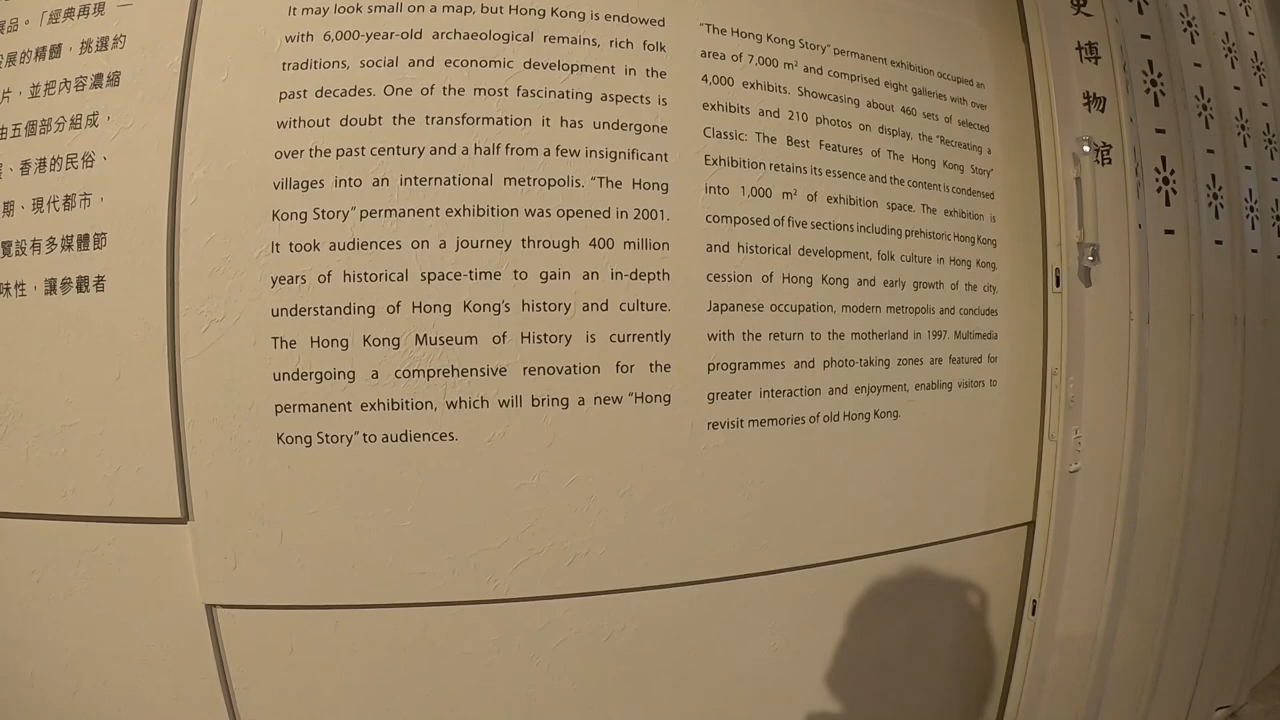 展品。「經典再現 —
展的精髓，挑選約
片，並把內容濃縮
由五個部分組成，
、香港的民俗、
期、現代都市，
覽設有多媒體節
味性，讓參觀者
It may look small on a map, but Hong Kong is endowed
with 6,000-year-old archaeological remains, rich folk
traditions, social and economic development in the
past decades. One of the most fascinating aspects is
without doubt the transformation it has undergone
over the past century and a half from a few insignificant
villages into an international metropolis. “The Hong
Kong Story” permanent exhibition was opened in 2001.
It took audiences on a journey through 400 million
years of historical space-time to gain an in-depth
understanding of Hong Kong’s history and culture.
The Hong Kong Museum of History is currently
undergoing a comprehensive renovation for the
permanent exhibition, which will bring a new “Hong
Kong Story” to audiences.
“The Hong Kong Story” permanent exhibition occupied an
area of 7,000 m² and comprised eight galleries with over
4,000 exhibits. Showcasing about 460 sets of selected
exhibits and 210 photos on display, the “Recreating a
Classic: The Best Features of The Hong Kong Story”
Exhibition retains its essence and the content is condensed
into 1,000 m² of exhibition space. The exhibition is
composed of five sections including prehistoric Hong Kong
and historical development, folk culture in Hong Kong,
cession of Hong Kong and early growth of the city,
Japanese occupation, modern metropolis and concludes
with the return to the motherland in 1997. Multimedia
programmes and photo-taking zones are featured for
greater interaction and enjoyment, enabling visitors to
revisit memories of old Hong Kong.
史博物館